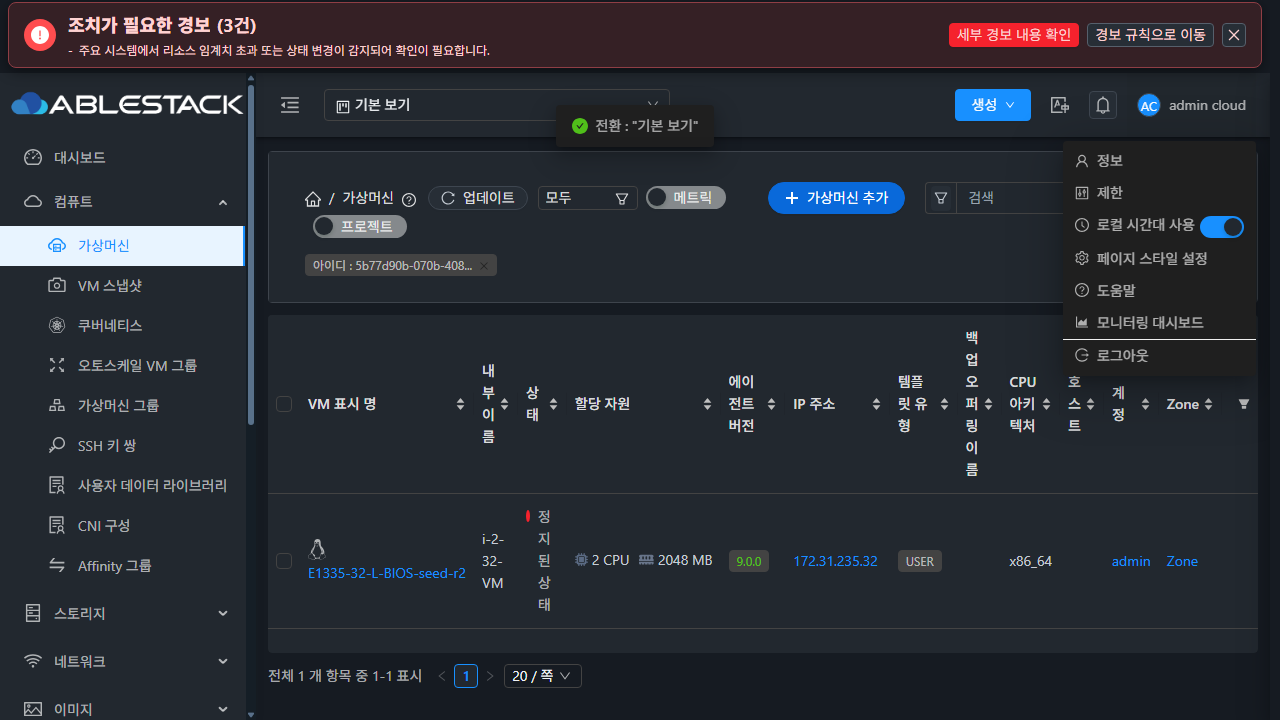 조치가 필요한 경보 (3건)
- 주요 시스템에서 리소스 임계치 초과 또는 상태 변경이 감지되어 확인이 필요합니다.
세부 경보 내용 확인
경보 규칙으로 이동
ABLESTACK
기본 보기
생성
AC
admin cloud
전환 : "기본 보기"
대시보드
컴퓨트
가상머신
VM 스냅샷
쿠버네티스
오토스케일 VM 그룹
가상머신 그룹
SSH 키 쌍
사용자 데이터 라이브러리
CNI 구성
Affinity 그룹
스토리지
네트워크
이미지
/ 가상머신
업데이트
모두
메트릭
프로젝트
가상머신 추가
검색
아이디 : 5b77d90b-070b-408...
정보
제한
로컬 시간대 사용
페이지 스타일 설정
도움말
모니터링 대시보드
로그아웃
VM 표시 명
내부 이름
상태
할당 자원
에이전트 버전
IP 주소
템플릿 유형
백업 오퍼링 이름
CPU 아키텍처
호스트
계정
Zone
E1335-32-L-BIOS-seed-r2
i-2-32-VM
정지된 상태
2 CPU
2048 MB
9.0.0
172.31.235.32
USER
x86_64
admin
Zone
전체 1 개 항목 중 1-1 표시
1
20 / 쪽